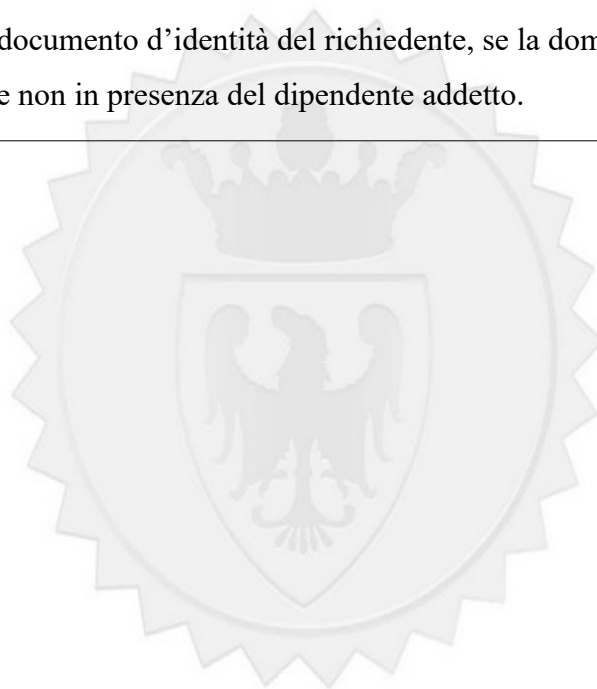 documento d’identità del richiedente, se la dom
e non in presenza del dipendente addetto.